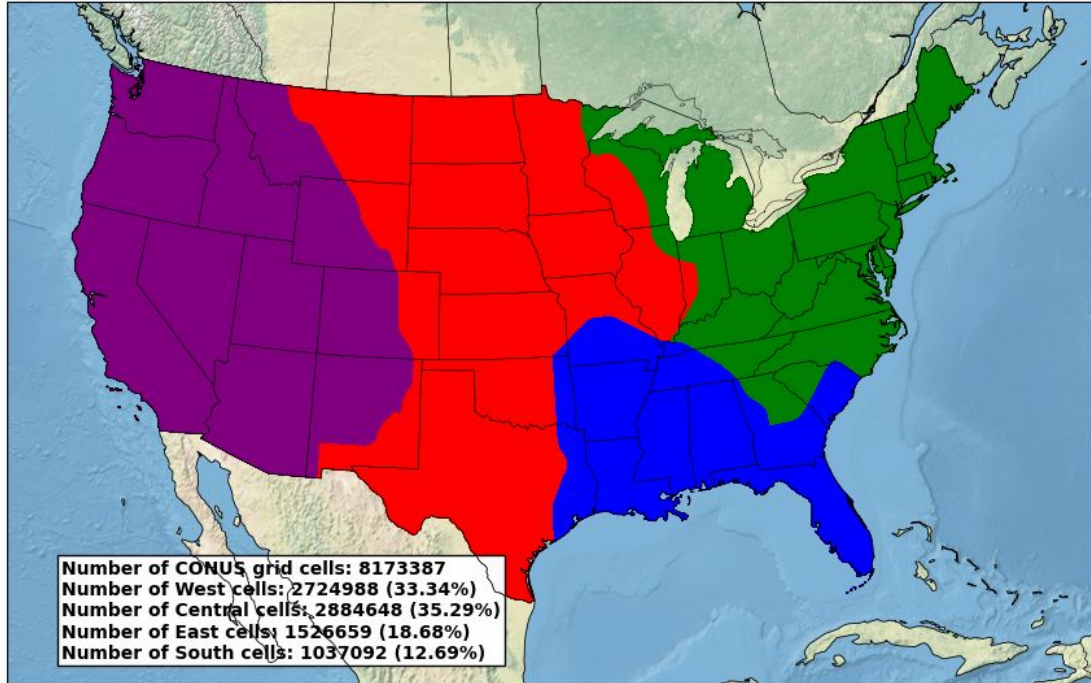 Number of CONUS grid cells: 8173387
Number of West cells: 2724988 (33.34%)
Number of Central cells: 2884648 (35.29%)
Number of East cells: 1526659 (18.68%)
Number of South cells: 1037092 (12.69%)